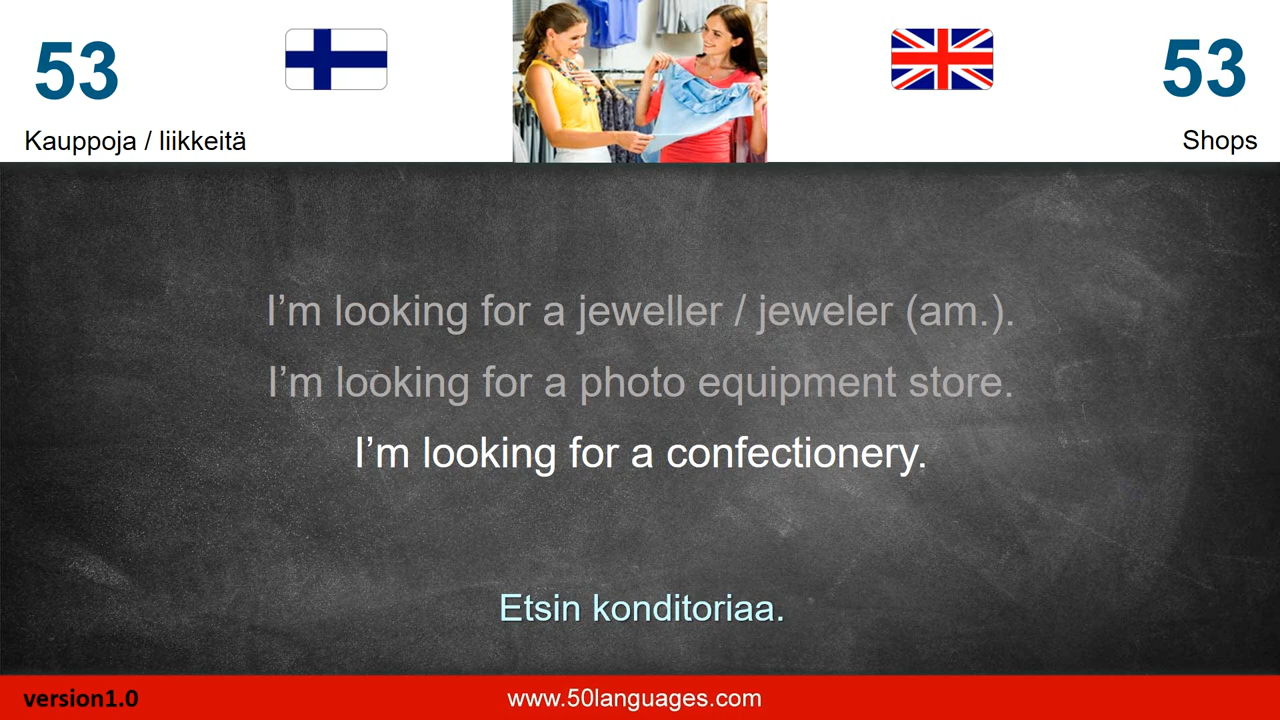 53
53
Kauppoja / liikkeitä
Shops
I’m looking for a jeweller / jeweler (am.).
I’m looking for a photo equipment store.
I’m looking for a confectionery.
Etsin konditoriaa.
version1.0
www.50languages.com